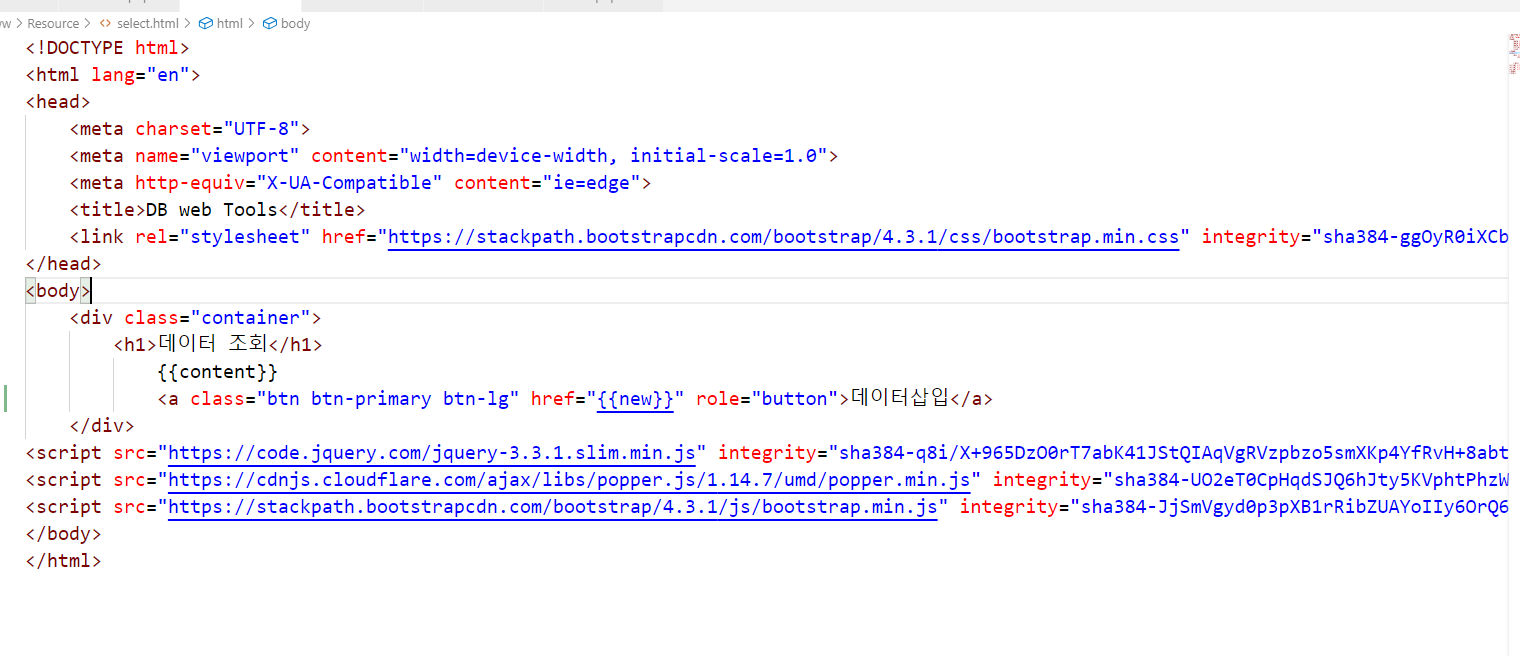 Resource > select.html > html > body
<!DOCTYPE html>
<html lang="en">
<head>
    <meta charset="UTF-8">
    <meta name="viewport" content="width=device-width, initial-scale=1.0">
    <meta http-equiv="X-UA-Compatible" content="ie=edge">
    <title>DB web Tools</title>
    <link rel="stylesheet" href="https://stackpath.bootstrapcdn.com/bootstrap/4.3.1/css/bootstrap.min.css" integrity="sha384-ggOyR0iXCb
</head>
<body>
    <div class="container">
        <h1>데이터 조회</h1>
            {{content}}
            <a class="btn btn-primary btn-lg" href="{{new}}" role="button">데이터삽입</a>
    </div>
<script src="https://code.jquery.com/jquery-3.3.1.slim.min.js" integrity="sha384-q8i/X+965DzO0rT7abK41JStQIAqVgRVzpbzo5smXKp4YfRvH+8abt
<script src="https://cdnjs.cloudflare.com/ajax/libs/popper.js/1.14.7/umd/popper.min.js" integrity="sha384-UO2eT0CpHqdSJQ6hJty5KVphtPhzW
<script src="https://stackpath.bootstrapcdn.com/bootstrap/4.3.1/js/bootstrap.min.js" integrity="sha384-JjSmVgyd0p3pXB1rRibZUAYoIIy6OrQ6
</body>
</html>